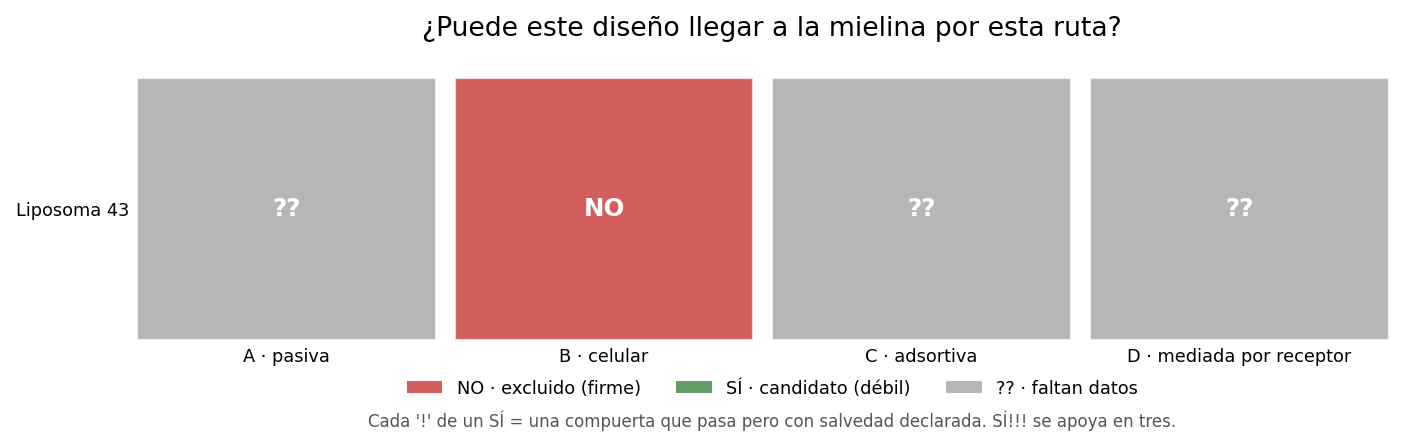 ¿Puede este diseño llegar a la mielina por esta ruta?
Liposoma 43
??
NO
??
??
A · pasiva
B · celular
C · adsortiva
D · mediada por receptor
NO · excluido (firme)
SÍ · candidato (débil)
?? · faltan datos
Cada '!' de un SÍ = una compuerta que pasa pero con salvedad declarada. SÍ!!! se apoya en tres.